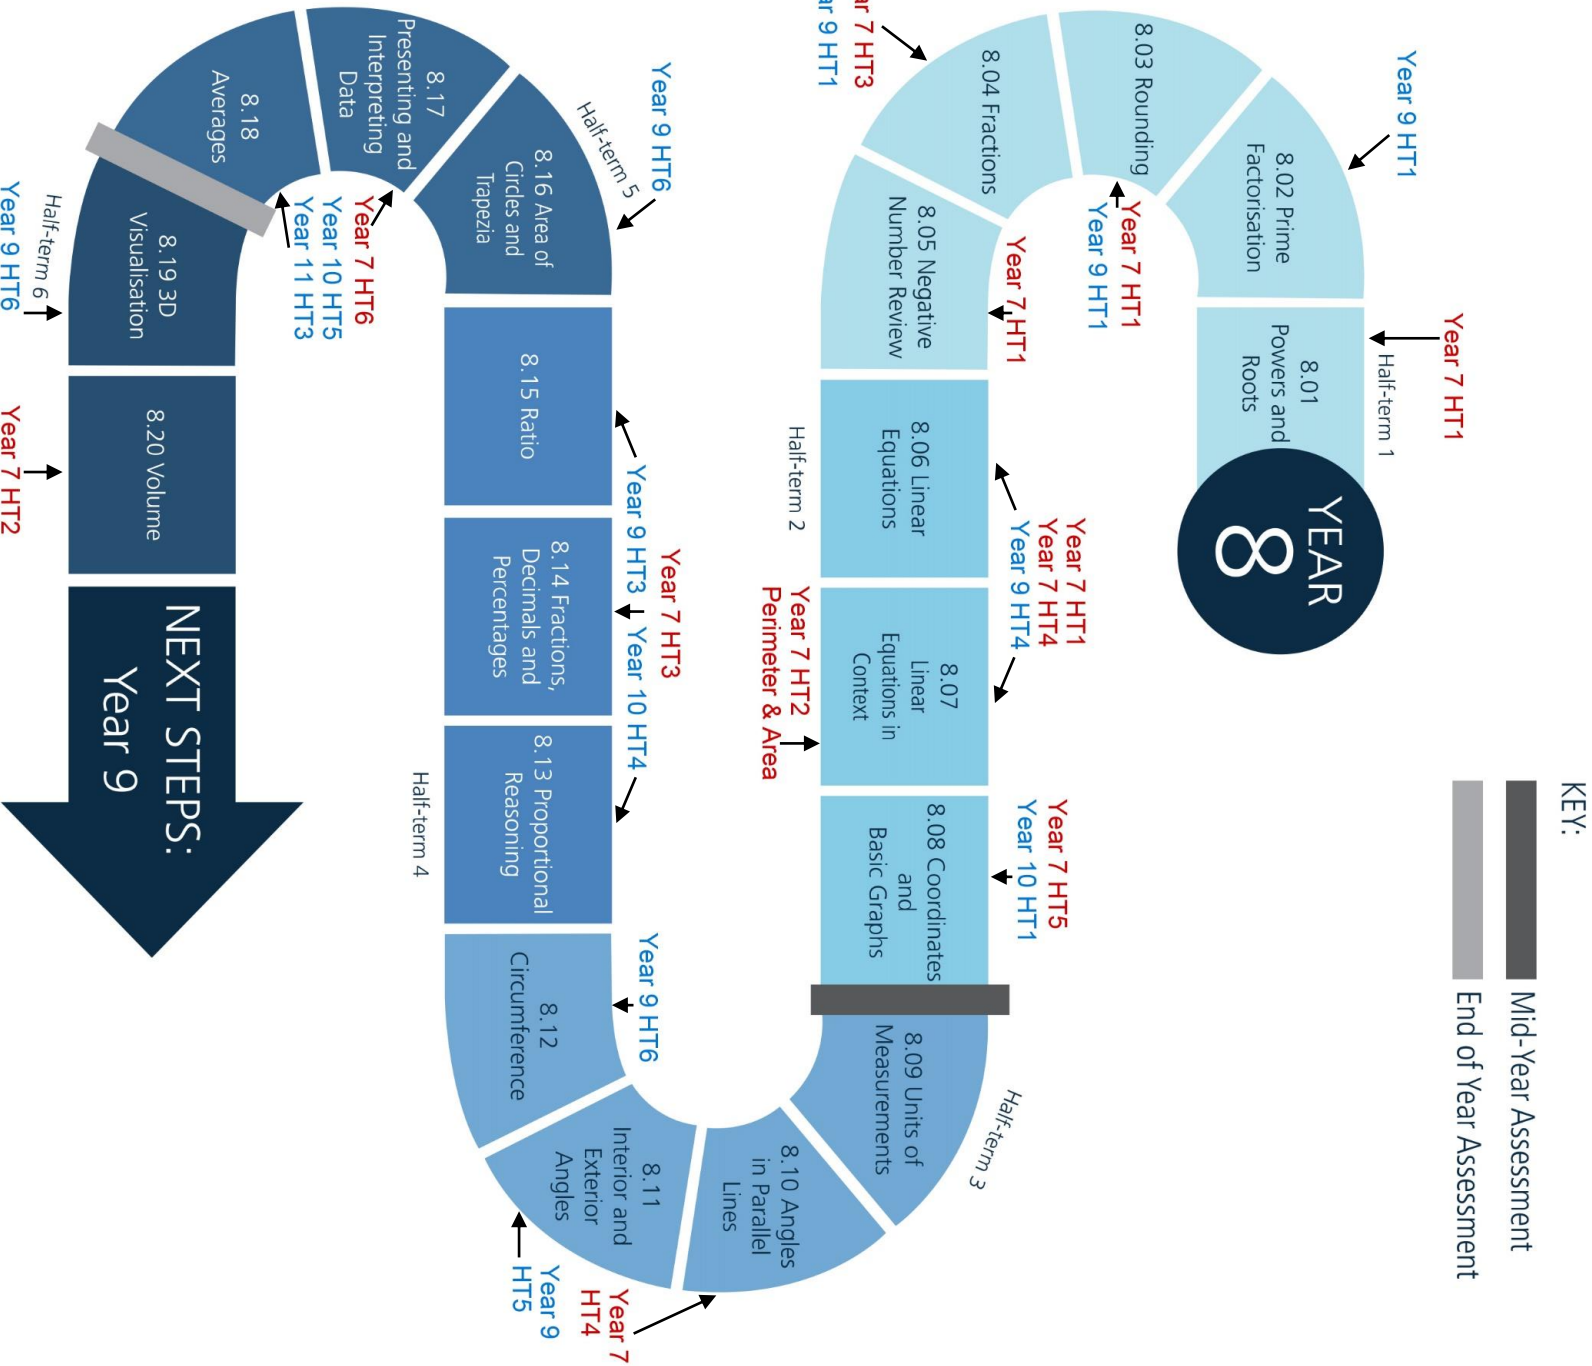 KEY:
Mid-Year Assessment
End of Year Assessment
YEAR
8
Half-term 1
Year 7 HT1
8.01
Powers and
Roots
Year 9 HT1
8.02 Prime
Factorisation
8.03 Rounding
Year 7 HT1
Year 9 HT1
8.04 Fractions
ar 7 HT3
ar 9 HT1
8.05 Negative
Number Review
Year 7 HT1
8.06 Linear
Equations
Half-term 2
Year 7 HT1
Year 7 HT4
Year 9 HT4
8.07
Linear
Equations in
Context
Year 7 HT2
Perimeter & Area
8.08 Coordinates
and
Basic Graphs
Year 7 HT5
Year 10 HT1
8.09 Units of
Measurements
Half-term 3
8.10 Angles
in Parallel
Lines
Year 7
HT4
8.11
Interior and
Exterior
Angles
Year 9
HT5
8.12
Circumference
Year 9 HT6
8.13 Proportional
Reasoning
Half-term 4
Year 10 HT4
8.14 Fractions,
Decimals and
Percentages
Year 7 HT3
Year 9 HT3
8.15 Ratio
8.16 Area of
Circles and
Trapezia
Half-term 5
Year 9 HT6
8.17
Presenting and
Interpreting
Data
Year 7 HT6
Year 10 HT5
Year 11 HT3
8.18
Averages
8.19 3D
Visualisation
Half-term 6
Year 9 HT6
8.20 Volume
Year 7 HT2
NEXT STEPS:
Year 9